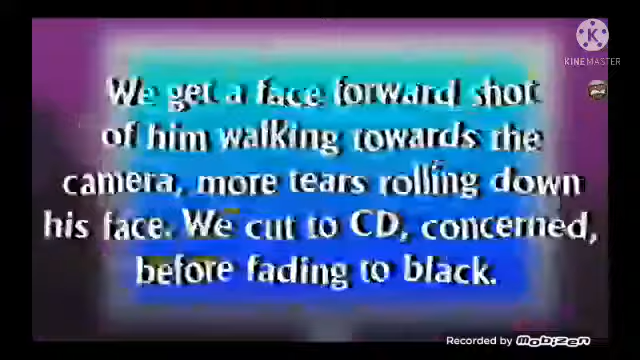 KINEMASTER
We get a face forward shot
of him walking towards the
camera, more tears rolling down
his face. We cut to CD, concerned,
before fading to black.
Recorded by mobizen